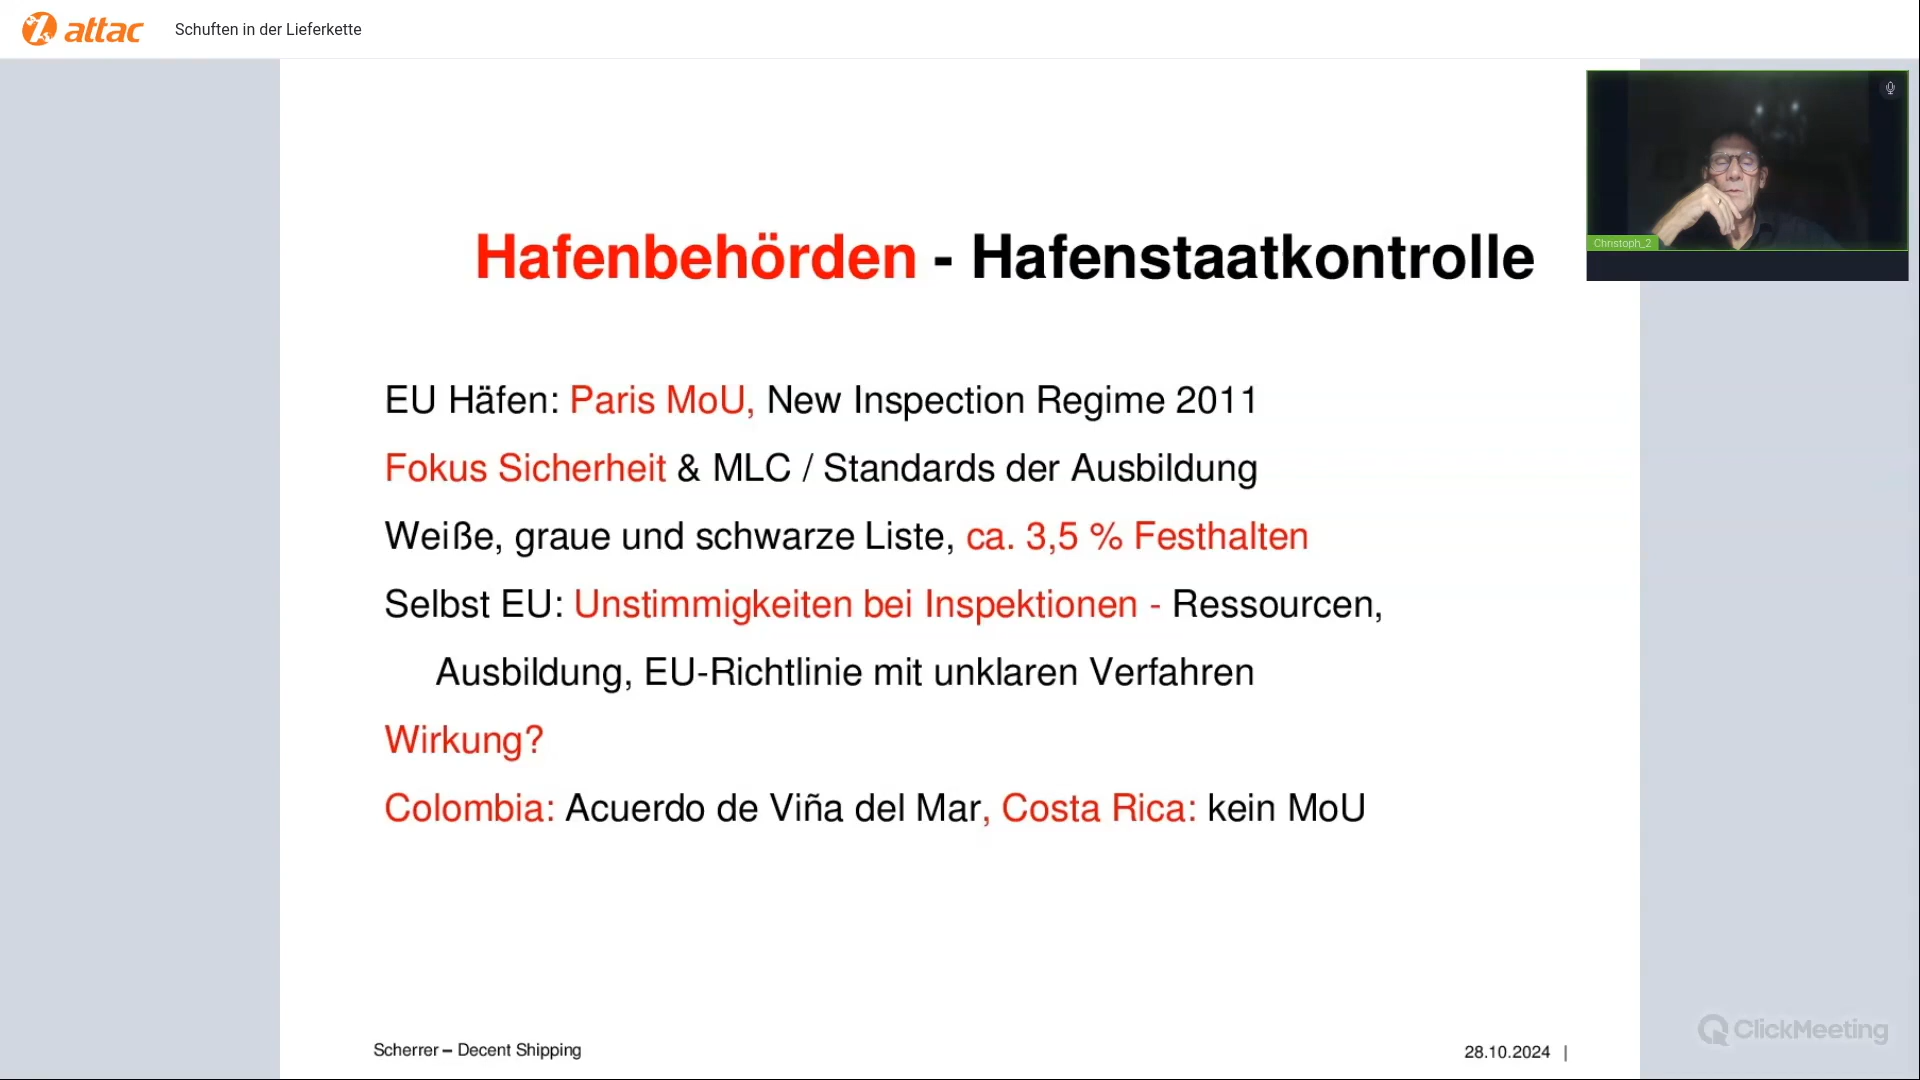 attac
Schuften in der Lieferkette
Christoph_2
Hafenbehörden - Hafenstaatkontrolle
EU Häfen: Paris MoU, New Inspection Regime 2011
Fokus Sicherheit & MLC / Standards der Ausbildung
Weiße, graue und schwarze Liste, ca. 3,5 % Festhalten
Selbst EU: Unstimmigkeiten bei Inspektionen - Ressourcen,
Ausbildung, EU-Richtlinie mit unklaren Verfahren
Wirkung?
Colombia: Acuerdo de Viña del Mar, Costa Rica: kein MoU
Scherrer – Decent Shipping
28.10.2024 |
ClickMeeting